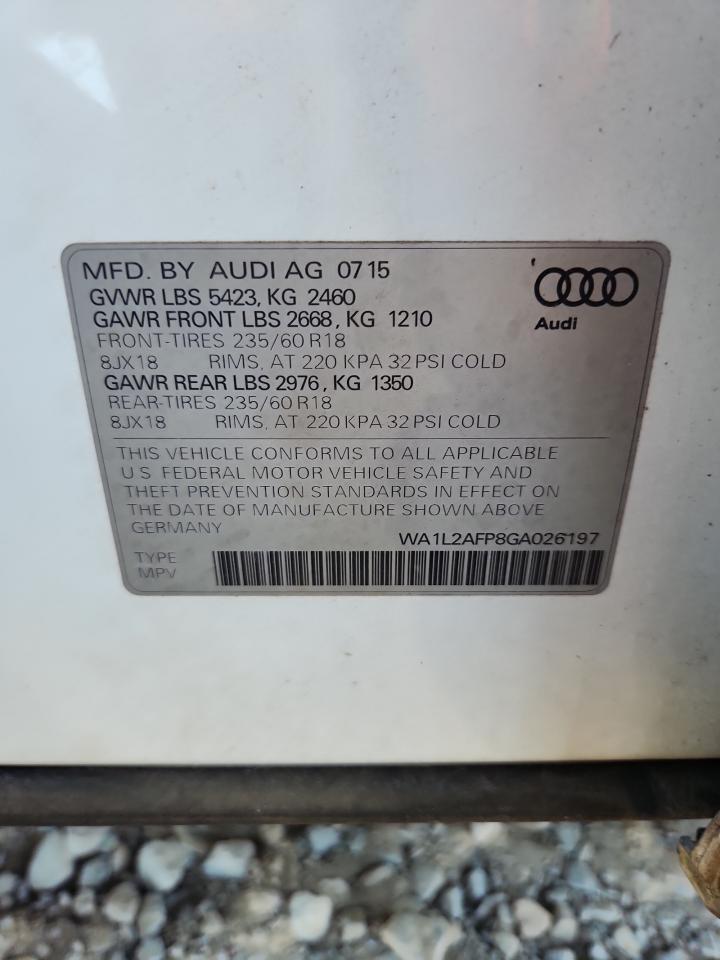 MFD. BY AUDI AG 07 15
GVWR LBS 5423, KG 2460
GAWR FRONT LBS 2668, KG 1210
FRONT-TIRES 235/60 R18
8JX18 RIMS, AT 220 KPA 32 PSI COLD
GAWR REAR LBS 2976, KG 1350
REAR-TIRES 235/60 R18
8JX18 RIMS, AT 220 KPA 32 PSI COLD
Audi
THIS VEHICLE CONFORMS TO ALL APPLICABLE
U.S. FEDERAL MOTOR VEHICLE SAFETY AND
THEFT PREVENTION STANDARDS IN EFFECT ON
THE DATE OF MANUFACTURE SHOWN ABOVE
GERMANY
WA1L2AFP8GA026197
TYPE
MPV